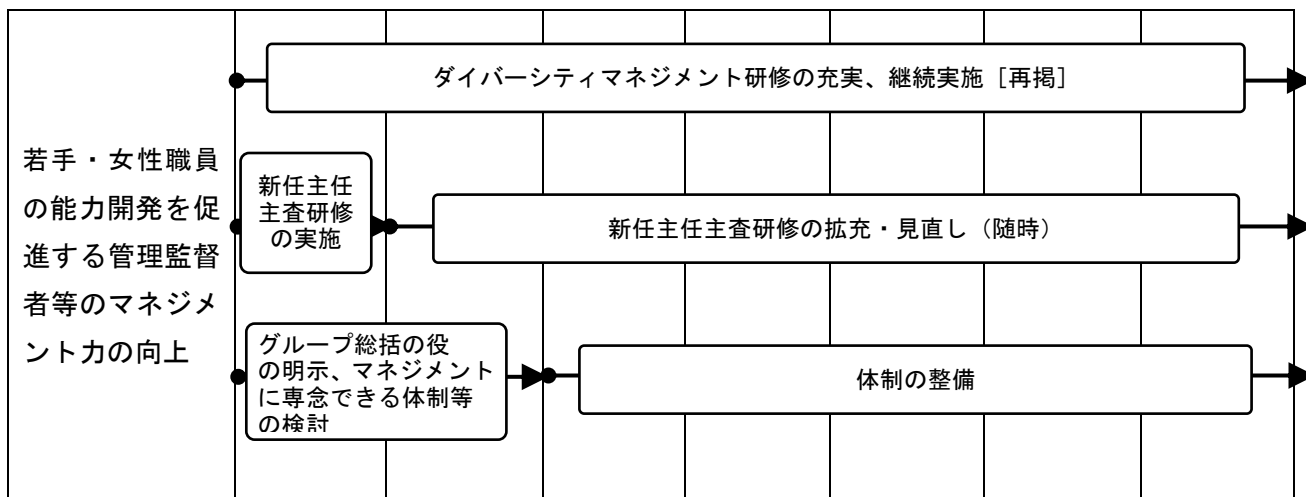 若手・女性職員
の能力開発を促
進する管理監督
者等のマネジメ
ント力の向上
ダイバーシティマネジメント研修の充実、継続実施［再掲］
新任主任
主査研修
の実施
新任主任主査研修の拡充・見直し（随時）
グループ総括の役
の明示、マネジメント
に専念できる体制等
の検討
体制の整備